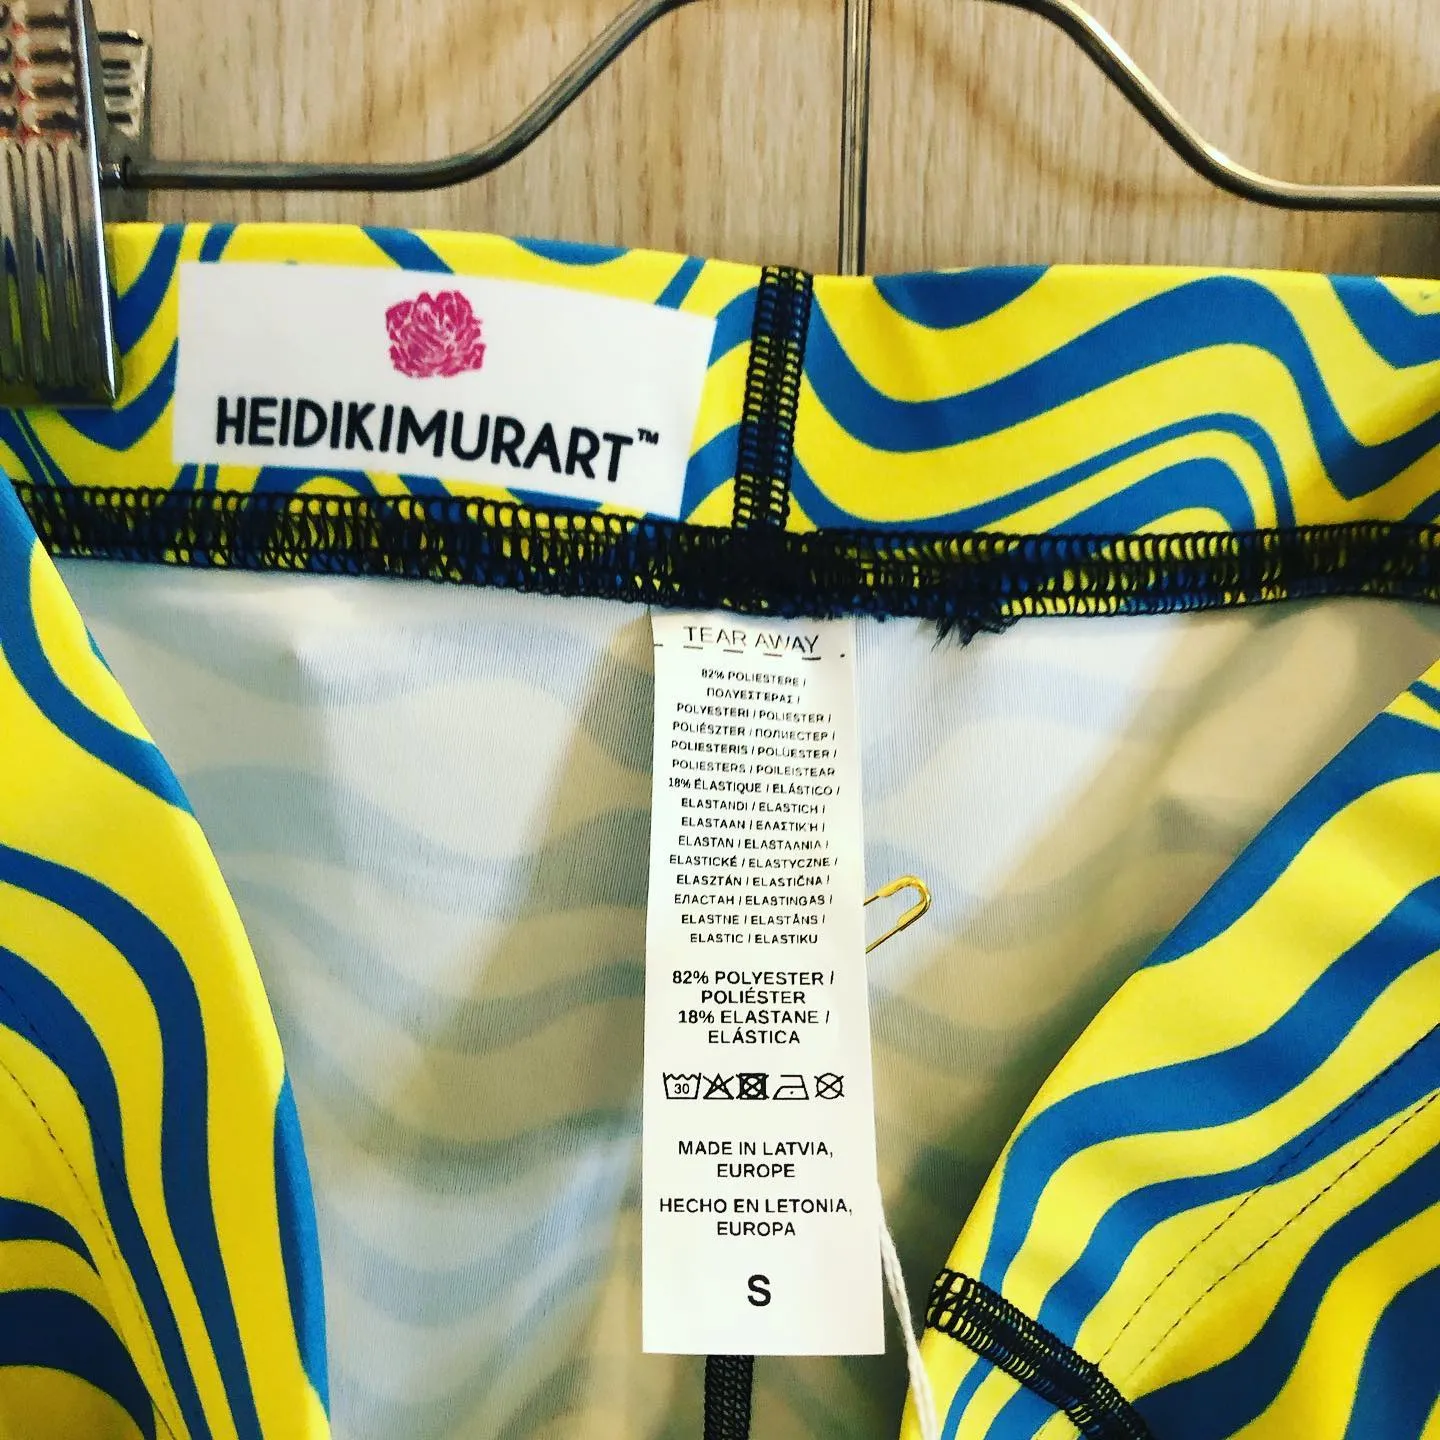 HEIDIKIMURART™
TEAR AWAY
82% POLIESTERE /
ΠΟΛΥΕΣΤΕΡΑΣ /
POLYESTERI / POLIESTER /
POLIÉSZTER / ПОЛИЕСТЕР /
POLIESTERIS / POLÜESTER /
POLIESTERS / POILEISTEAR
18% ÉLASTIQUE / ELÁSTICO /
ELASTANDI / ELASTICH /
ELASTAAN / ΕΛΑΣΤΙΚΉ /
ELASTAN / ELASTAANIA /
ELASTICKÉ / ELASTYCZNE /
ELASZTÁN / ELASTIČNA /
ЕЛАСТАН / ELASTINGAS /
ELASTNE / ELASTĀNS /
ELASTIC / ELASTIKU
82% POLYESTER /
POLIÉSTER
18% ELASTANE /
ELÁSTICA
30
MADE IN LATVIA,
EUROPE
HECHO EN LETONIA,
EUROPA
S